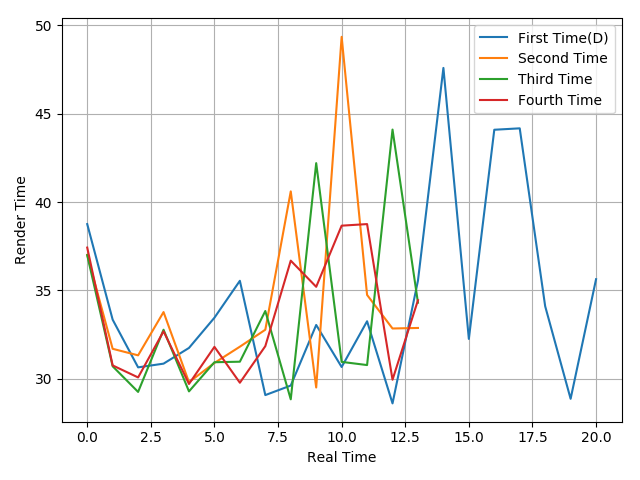 50
45
40
35
30
Render Time
First Time(D)
Second Time
Third Time
Fourth Time
0.0 2.5 5.0 7.5 10.0 12.5 15.0 17.5 20.0
Real Time